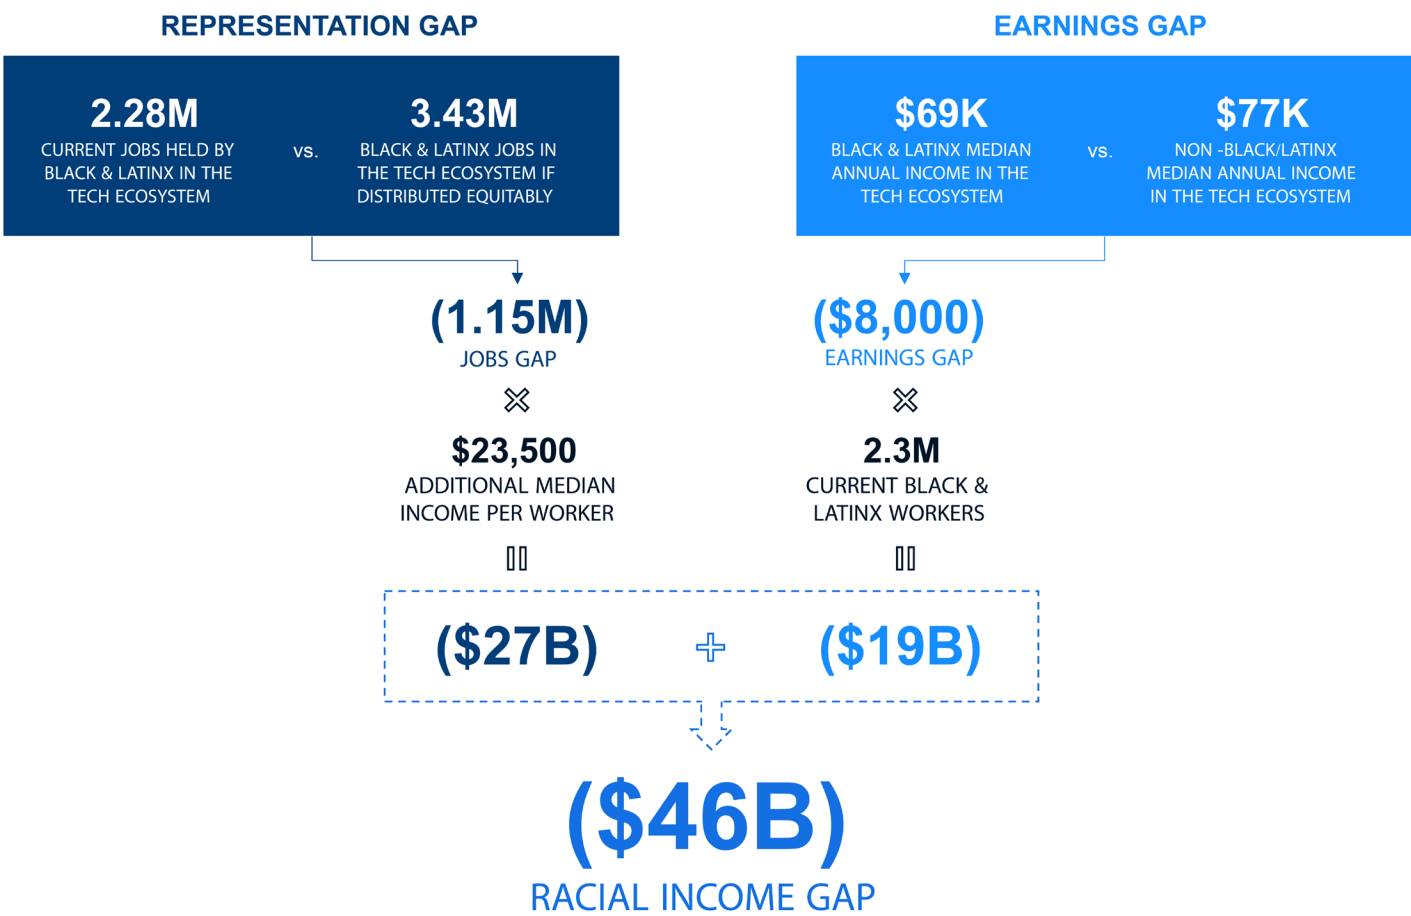 REPRESENTATION GAP
2.28M
CURRENT JOBS HELD BY
BLACK & LATINX IN THE
TECH ECOSYSTEM
vs.
3.43M
BLACK & LATINX JOBS IN
THE TECH ECOSYSTEM IF
DISTRIBUTED EQUITABLY
EARNINGS GAP
$69K
BLACK & LATINX MEDIAN
ANNUAL INCOME IN THE
TECH ECOSYSTEM
vs.
$77K
NON -BLACK/LATINX
MEDIAN ANNUAL INCOME
IN THE TECH ECOSYSTEM
(1.15M)
JOBS GAP
$23,500
ADDITIONAL MEDIAN
INCOME PER WORKER
($8,000)
EARNINGS GAP
2.3M
CURRENT BLACK &
LATINX WORKERS
($27B) + ($19B)
($46B)
RACIAL INCOME GAP